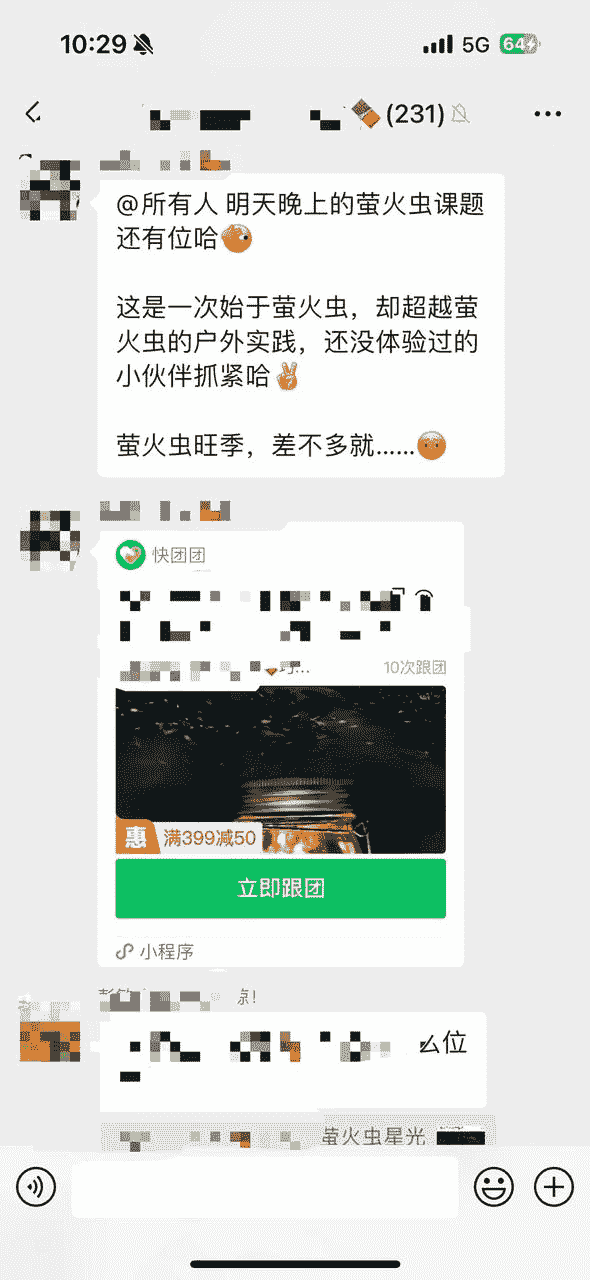 10:29
5G
64
(231)
@所有人 明天晚上的萤火虫课题
还有位哈
这是一次始于萤火虫，却超越萤
火虫的户外实践，还没体验过的
小伙伴抓紧哈✌
萤火虫旺季，差不多就……
快团团
10次跟团
惠 满399减50
立即跟团
小程序
么位
萤火虫星光